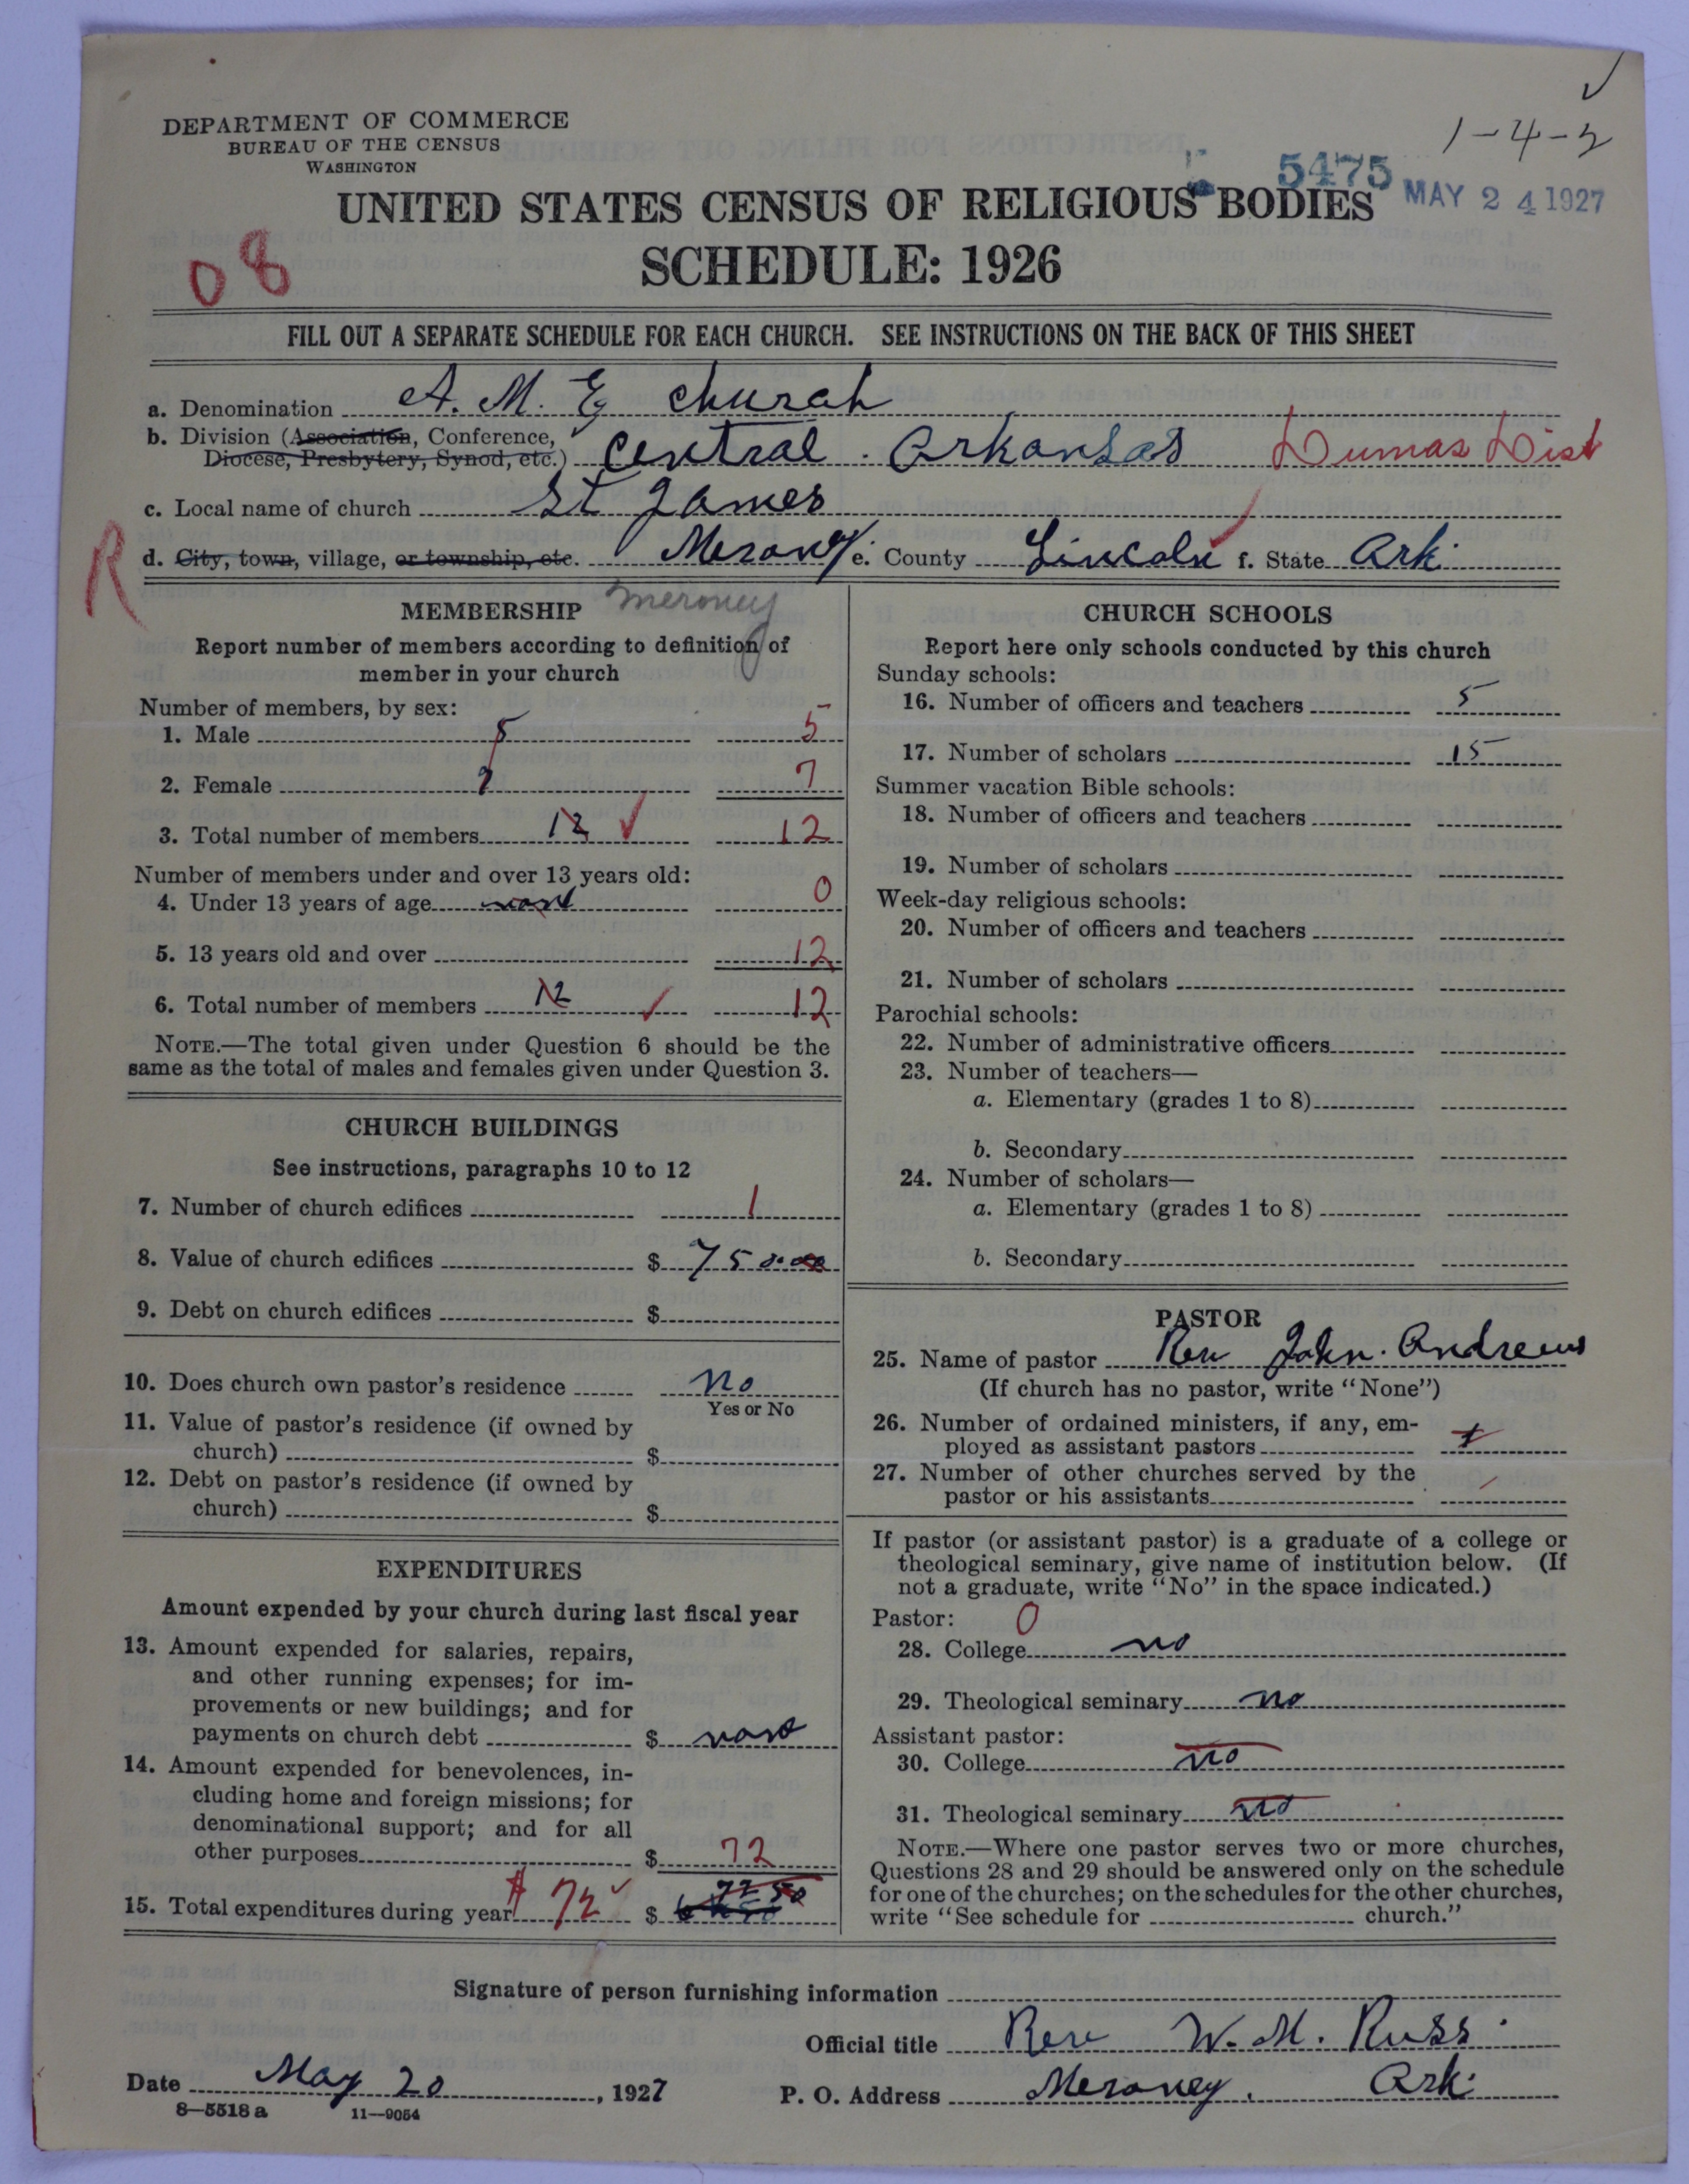 DEPARTMENT OF COMMERCE
BUREAU OF THE CENSUS
WASHINGTON
1-4-2
5475
MAY 24 1927
UNITED STATES CENSUS OF RELIGIOUS BODIES
SCHEDULE: 1926
08
FILL OUT A SEPARATE SCHEDULE FOR EACH CHURCH. SEE INSTRUCTIONS ON THE BACK OF THIS SHEET
a. Denomination A. M. E church
b. Division (Association, Conference, Diocese, Presbytery, Synod, etc.) Central Arkansas Dumas Dist
c. Local name of church St James
R
d. City, town, village, or township, etc. Merony e. County Lincoln f. State Ark
meroney
MEMBERSHIP
Report number of members according to definition of
member in your church
Number of members, by sex:
1. Male 5 5
2. Female 7 7
3. Total number of members 12 12
Number of members under and over 13 years old:
4. Under 13 years of age 0
5. 13 years old and over 12
6. Total number of members 12 12
NOTE.—The total given under Question 6 should be the
same as the total of males and females given under Question 3.
CHURCH BUILDINGS
See instructions, paragraphs 10 to 12
7. Number of church edifices 1
8. Value of church edifices $ 750.00
9. Debt on church edifices $
10. Does church own pastor's residence no
Yes or No
11. Value of pastor's residence (if owned by
church) $
12. Debt on pastor's residence (if owned by
church) $
EXPENDITURES
Amount expended by your church during last fiscal year
13. Amount expended for salaries, repairs,
and other running expenses; for im-
provements or new buildings; and for
payments on church debt $
14. Amount expended for benevolences, in-
cluding home and foreign missions; for
denominational support; and for all
other purposes $ 72
15. Total expenditures during year $ 72 $ 72 50
CHURCH SCHOOLS
Report here only schools conducted by this church
Sunday schools:
16. Number of officers and teachers 5
17. Number of scholars 15
Summer vacation Bible schools:
18. Number of officers and teachers
19. Number of scholars
Week-day religious schools:
20. Number of officers and teachers
21. Number of scholars
Parochial schools:
22. Number of administrative officers
23. Number of teachers—
a. Elementary (grades 1 to 8)
b. Secondary
24. Number of scholars—
a. Elementary (grades 1 to 8)
b. Secondary
PASTOR
25. Name of pastor Rev John. Andrews
(If church has no pastor, write "None")
26. Number of ordained ministers, if any, em-
ployed as assistant pastors
27. Number of other churches served by the
pastor or his assistants
If pastor (or assistant pastor) is a graduate of a college or
theological seminary, give name of institution below. (If
not a graduate, write "No" in the space indicated.)
Pastor: 0
28. College no
29. Theological seminary no
Assistant pastor:
30. College no
31. Theological seminary no
NOTE.—Where one pastor serves two or more churches,
Questions 28 and 29 should be answered only on the schedule
for one of the churches; on the schedules for the other churches,
write "See schedule for church."
Signature of person furnishing information
Official title Rev W. M. Russ.
Date May 20, 1927 P. O. Address Meroney. Ark.
8—5518 a 11—9054